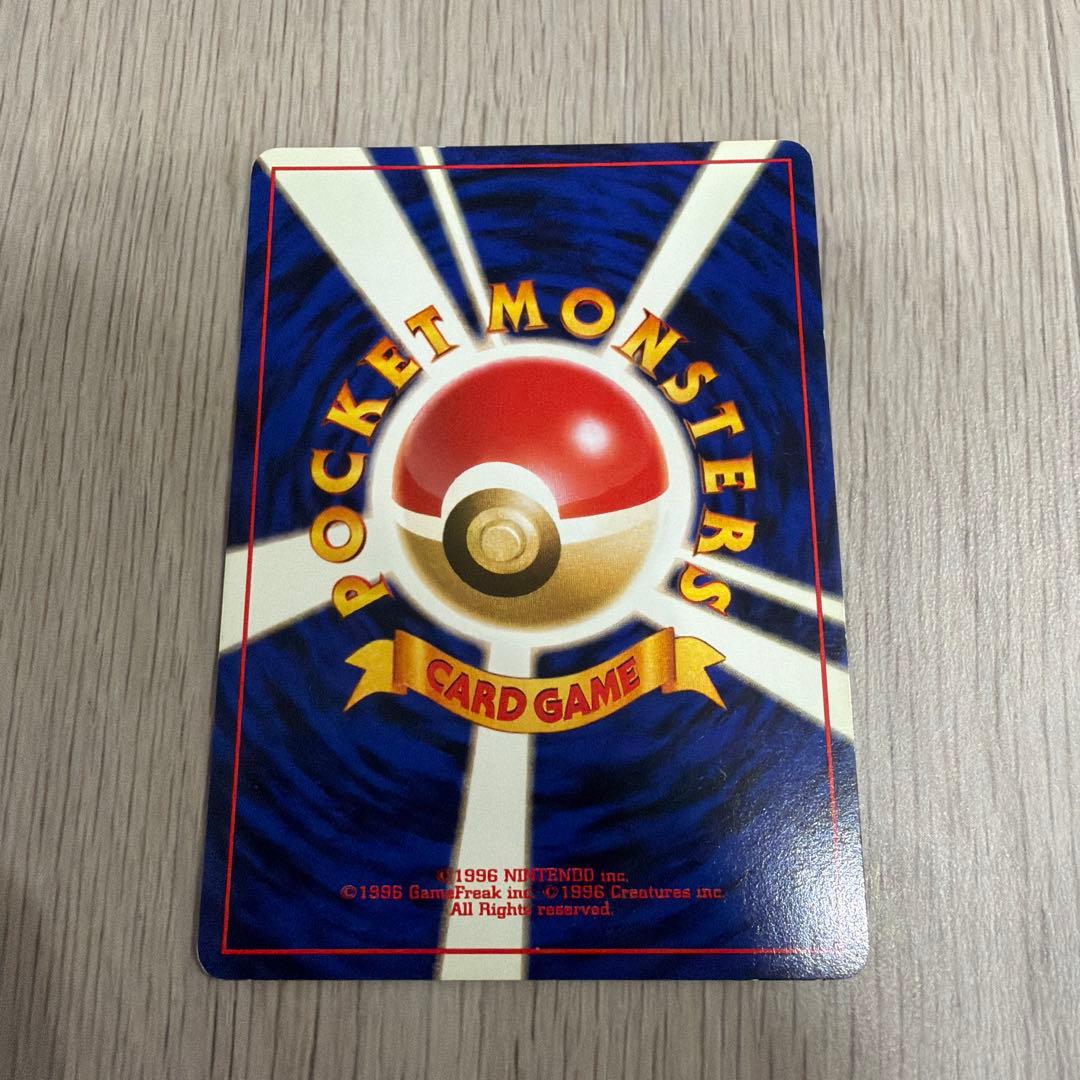 POCKET MONSTERS
CARD GAME
©1996 NINTENDO inc.
©1996 GameFreak inc. ©1996 Creatures inc.
All Rights reserved.